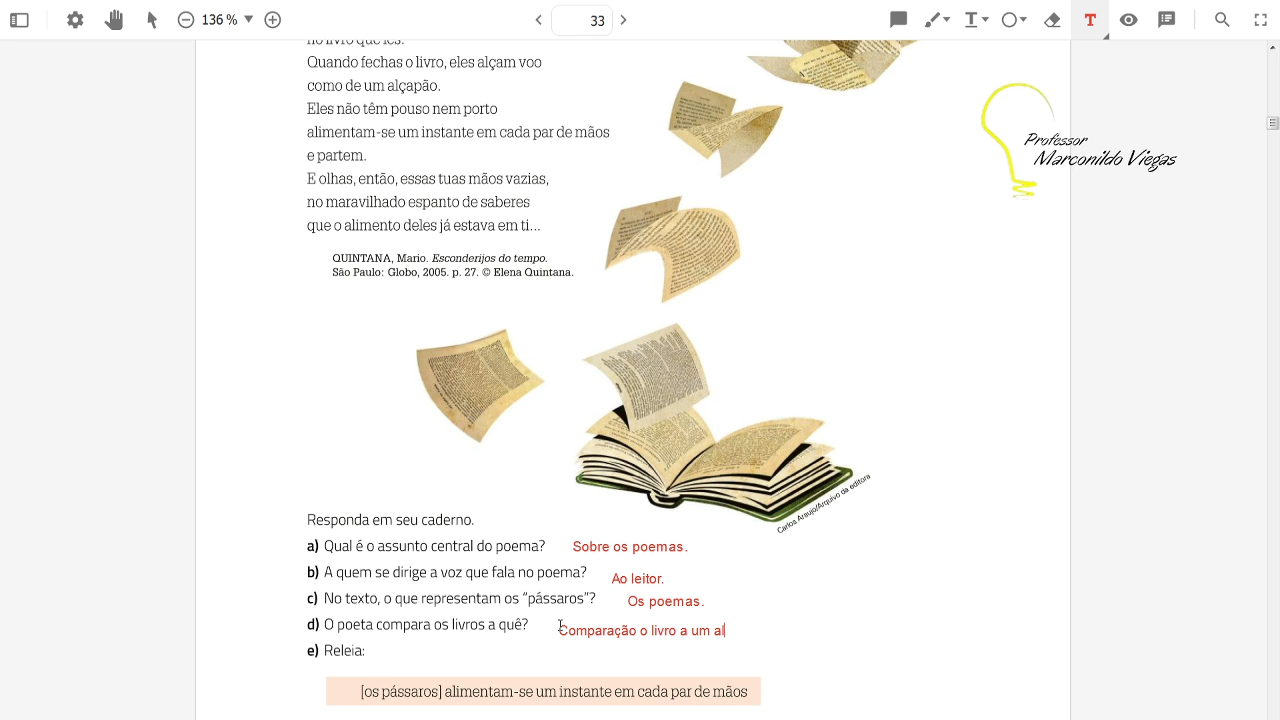 136 %
33
T
T
no livro que lês.
Quando fechas o livro, eles alçam voo
como de um alçapão.
Eles não têm pouso nem porto
alimentam-se um instante em cada par de mãos
e partem.
E olhas, então, essas tuas mãos vazias,
no maravilhado espanto de saberes
que o alimento deles já estava em ti...
QUINTANA, Mario. Esconderijos do tempo.
São Paulo: Globo, 2005. p. 27. © Elena Quintana.
Professor
Marconildo Viegas
Carlos Araujo/Arquivo da editora
Responda em seu caderno.
a) Qual é o assunto central do poema? Sobre os poemas.
b) A quem se dirige a voz que fala no poema? Ao leitor.
c) No texto, o que representam os “pássaros”? Os poemas.
d) O poeta compara os livros a quê? Comparação o livro a um al
e) Releia:
[os pássaros] alimentam-se um instante em cada par de mãos